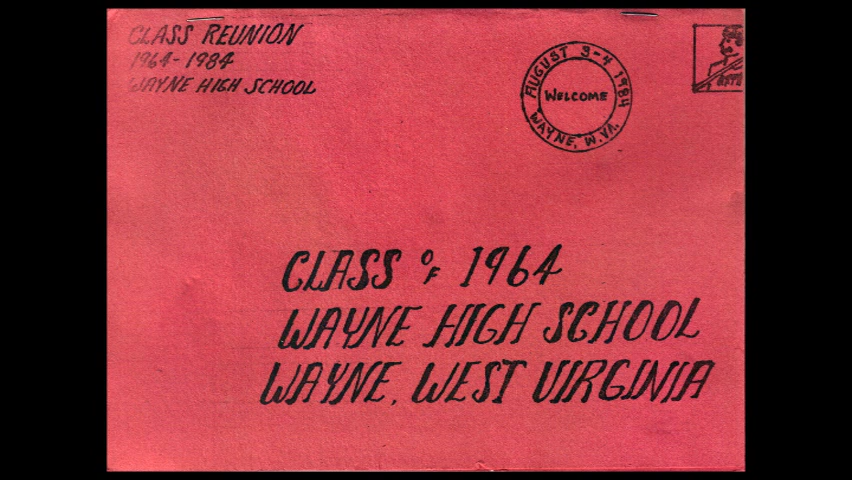 CLASS REUNION
1964-1984
WAYNE HIGH SCHOOL
AUGUST 3-4 1984
WELCOME
WAYNE, W.VA.
CLASS OF 1964
WAYNE HIGH SCHOOL
WAYNE, WEST VIRGINIA